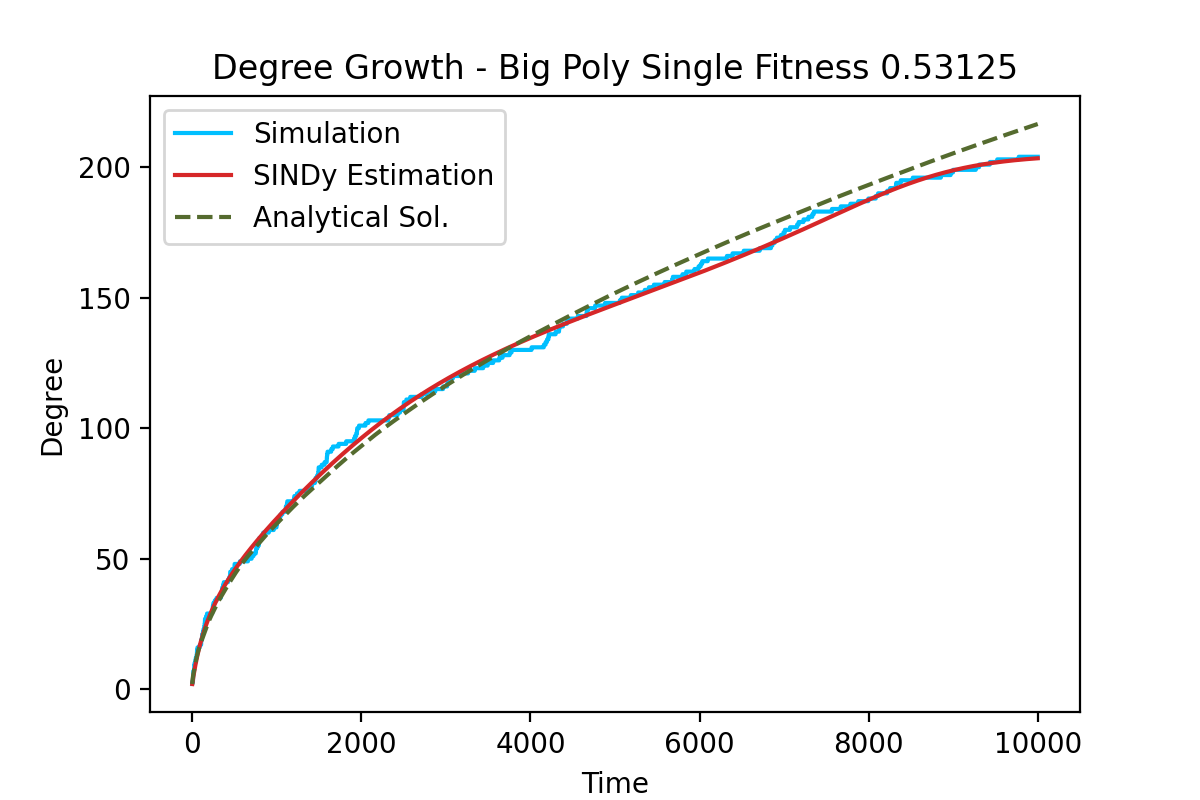 Degree Growth - Big Poly Single Fitness 0.53125
Simulation
SINDy Estimation
Analytical Sol.
200
150
100
50
0
Degree
0 2000 4000 6000 8000 10000
Time